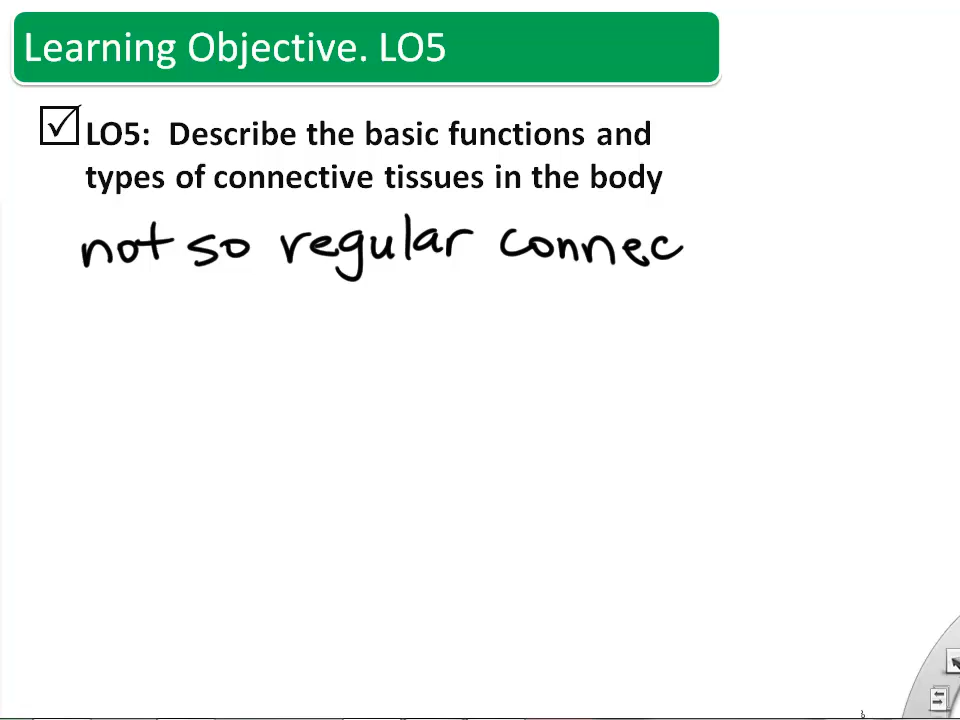 Learning Objective. LO5
LO5: Describe the basic functions and
types of connective tissues in the body
not so regular connec